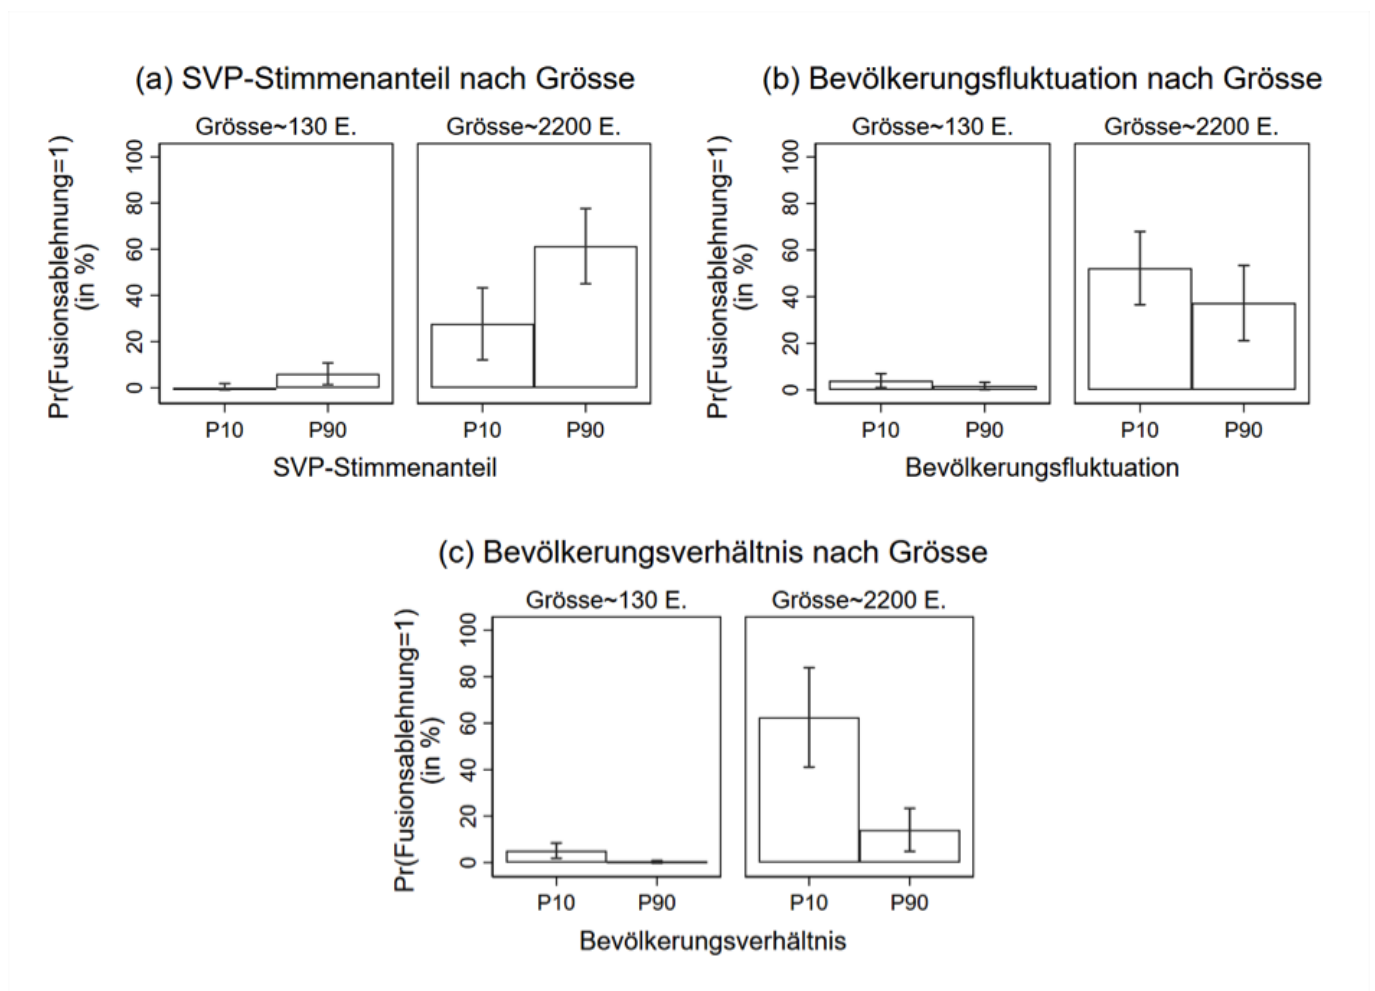 (a) SVP-Stimmenanteil nach Grösse
Grösse~130 E.
Grösse~2200 E.
Pr(Fusionsablehnung=1)
(in %)
100
80
60
40
20
0
P10
P90
P10
P90
SVP-Stimmenanteil
(b) Bevölkerungsfluktuation nach Grösse
Grösse~130 E.
Grösse~2200 E.
Pr(Fusionsablehnung=1)
(in %)
100
80
60
40
20
0
P10
P90
P10
P90
Bevölkerungsfluktuation
(c) Bevölkerungsverhältnis nach Grösse
Grösse~130 E.
Grösse~2200 E.
Pr(Fusionsablehnung=1)
(in %)
100
80
60
40
20
0
P10
P90
P10
P90
Bevölkerungsverhältnis